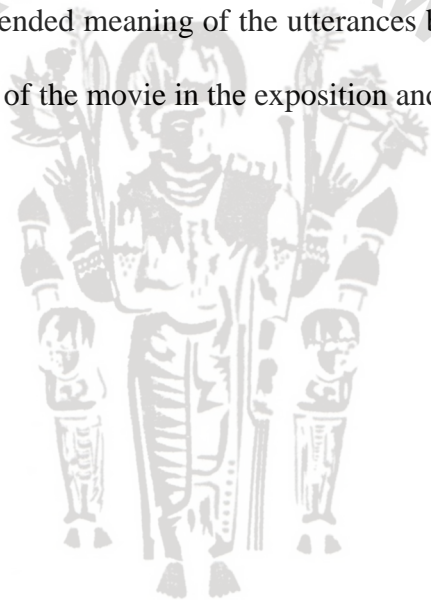 ended meaning of the utterances
of the movie in the exposition and